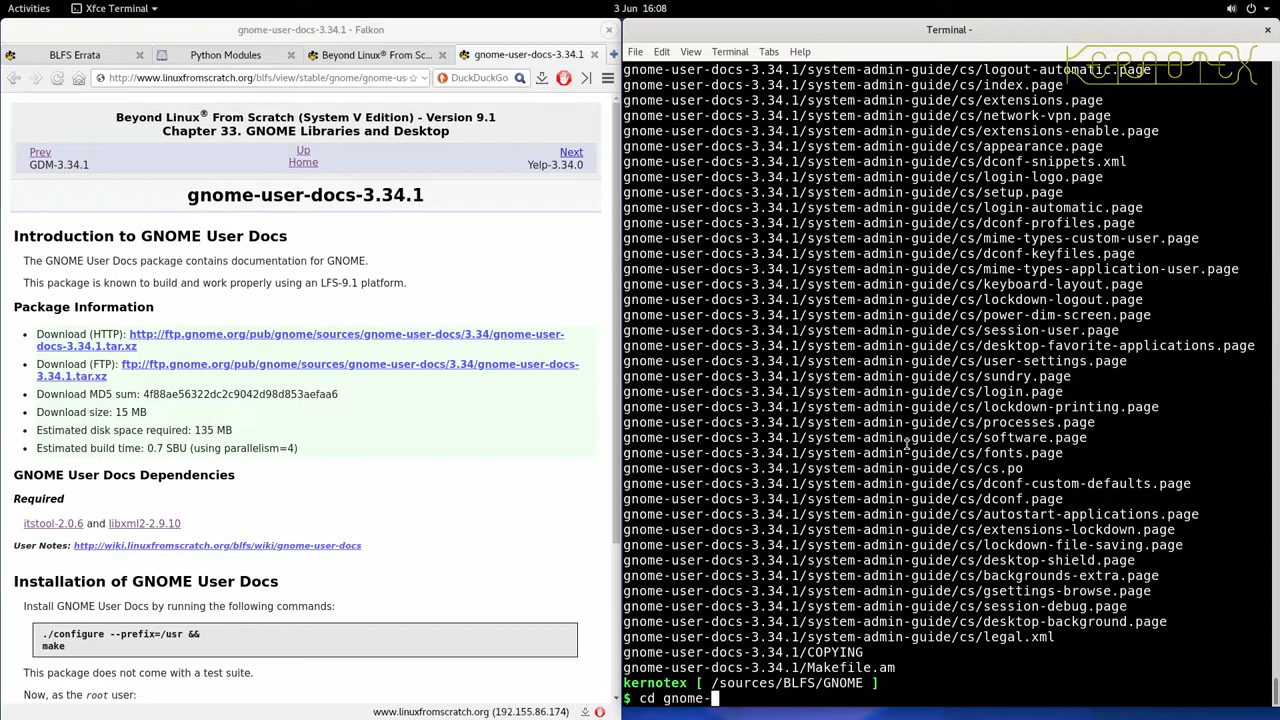 Activities Xfce Terminal 3 Jun 16:08
gnome-user-docs-3.34.1 - Falkon
BLFS Errata
Python Modules
Beyond Linux® From Sc…
gnome-user-docs-3.34.1
http://www.linuxfromscratch.org/blfs/view/stable/gnome/gnome-us
DuckDuckGo
Beyond Linux® From Scratch (System V Edition) - Version 9.1
Chapter 33. GNOME Libraries and Desktop
Prev Up Next
GDM-3.34.1 Home Yelp-3.34.0
gnome-user-docs-3.34.1
Introduction to GNOME User Docs
The GNOME User Docs package contains documentation for GNOME.
This package is known to build and work properly using an LFS-9.1 platform.
Package Information
• Download (HTTP): http://ftp.gnome.org/pub/gnome/sources/gnome-user-docs/3.34/gnome-user-
docs-3.34.1.tar.xz
• Download (FTP): ftp://ftp.gnome.org/pub/gnome/sources/gnome-user-docs/3.34/gnome-user-docs-
3.34.1.tar.xz
• Download MD5 sum: 4f88ae56322dc2c9042d98d853aefaa6
• Download size: 15 MB
• Estimated disk space required: 135 MB
• Estimated build time: 0.7 SBU (using parallelism=4)
GNOME User Docs Dependencies
Required
itstool-2.0.6 and libxml2-2.9.10
User Notes: http://wiki.linuxfromscratch.org/blfs/wiki/gnome-user-docs
Installation of GNOME User Docs
Install GNOME User Docs by running the following commands:
./configure --prefix=/usr &&
make
This package does not come with a test suite.
Now, as the root user:
www.linuxfromscratch.org (192.155.86.174)
Terminal -
File Edit View Terminal Tabs Help
KERNOTEX
gnome-user-docs-3.34.1/system-admin-guide/cs/logout-automatic.page
gnome-user-docs-3.34.1/system-admin-guide/cs/index.page
gnome-user-docs-3.34.1/system-admin-guide/cs/extensions.page
gnome-user-docs-3.34.1/system-admin-guide/cs/network-vpn.page
gnome-user-docs-3.34.1/system-admin-guide/cs/extensions-enable.page
gnome-user-docs-3.34.1/system-admin-guide/cs/appearance.page
gnome-user-docs-3.34.1/system-admin-guide/cs/dconf-snippets.xml
gnome-user-docs-3.34.1/system-admin-guide/cs/login-logo.page
gnome-user-docs-3.34.1/system-admin-guide/cs/setup.page
gnome-user-docs-3.34.1/system-admin-guide/cs/login-automatic.page
gnome-user-docs-3.34.1/system-admin-guide/cs/dconf-profiles.page
gnome-user-docs-3.34.1/system-admin-guide/cs/mime-types-custom-user.page
gnome-user-docs-3.34.1/system-admin-guide/cs/dconf-keyfiles.page
gnome-user-docs-3.34.1/system-admin-guide/cs/mime-types-application-user.page
gnome-user-docs-3.34.1/system-admin-guide/cs/keyboard-layout.page
gnome-user-docs-3.34.1/system-admin-guide/cs/lockdown-logout.page
gnome-user-docs-3.34.1/system-admin-guide/cs/power-dim-screen.page
gnome-user-docs-3.34.1/system-admin-guide/cs/session-user.page
gnome-user-docs-3.34.1/system-admin-guide/cs/desktop-favorite-applications.page
gnome-user-docs-3.34.1/system-admin-guide/cs/user-settings.page
gnome-user-docs-3.34.1/system-admin-guide/cs/sundry.page
gnome-user-docs-3.34.1/system-admin-guide/cs/login.page
gnome-user-docs-3.34.1/system-admin-guide/cs/lockdown-printing.page
gnome-user-docs-3.34.1/system-admin-guide/cs/processes.page
gnome-user-docs-3.34.1/system-admin-guide/cs/software.page
gnome-user-docs-3.34.1/system-admin-guide/cs/fonts.page
gnome-user-docs-3.34.1/system-admin-guide/cs/cs.po
gnome-user-docs-3.34.1/system-admin-guide/cs/dconf-custom-defaults.page
gnome-user-docs-3.34.1/system-admin-guide/cs/dconf.page
gnome-user-docs-3.34.1/system-admin-guide/cs/autostart-applications.page
gnome-user-docs-3.34.1/system-admin-guide/cs/extensions-lockdown.page
gnome-user-docs-3.34.1/system-admin-guide/cs/lockdown-file-saving.page
gnome-user-docs-3.34.1/system-admin-guide/cs/desktop-shield.page
gnome-user-docs-3.34.1/system-admin-guide/cs/backgrounds-extra.page
gnome-user-docs-3.34.1/system-admin-guide/cs/gsettings-browse.page
gnome-user-docs-3.34.1/system-admin-guide/cs/session-debug.page
gnome-user-docs-3.34.1/system-admin-guide/cs/desktop-background.page
gnome-user-docs-3.34.1/system-admin-guide/cs/legal.xml
gnome-user-docs-3.34.1/COPYING
gnome-user-docs-3.34.1/Makefile.am
kernotex [ /sources/BLFS/GNOME ]
$ cd gnome-